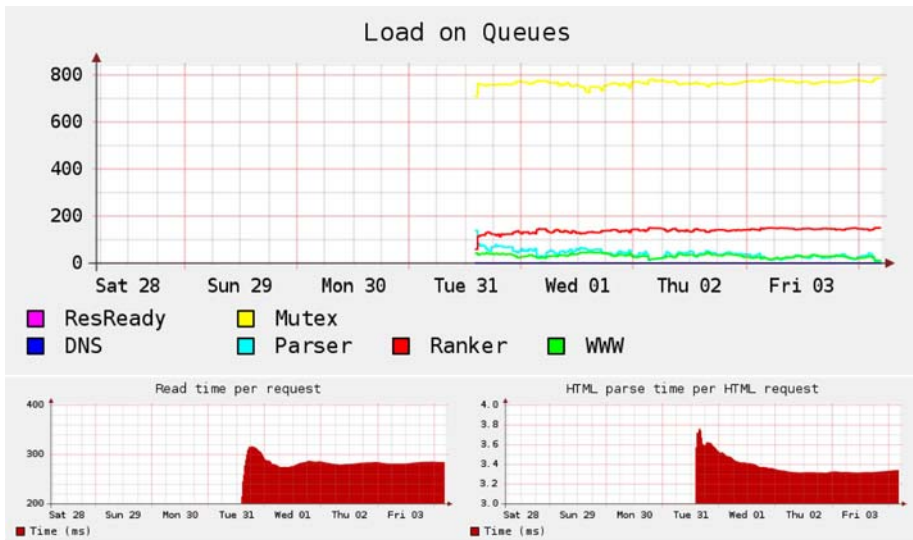 Load on Queues
800
600
400
200
0
Sat 28 Sun 29 Mon 30 Tue 31 Wed 01 Thu 02 Fri 03
ResReady Mutex
DNS Parser Ranker WWW
Read time per request
400
300
200
Sat 28 Sun 29 Mon 30 Tue 31 Wed 01 Thu 02 Fri 03
Time (ms)
HTML parse time per HTML request
4.0
3.8
3.6
3.4
3.2
3.0
Sat 28 Sun 29 Mon 30 Tue 31 Wed 01 Thu 02 Fri 03
Time (ms)